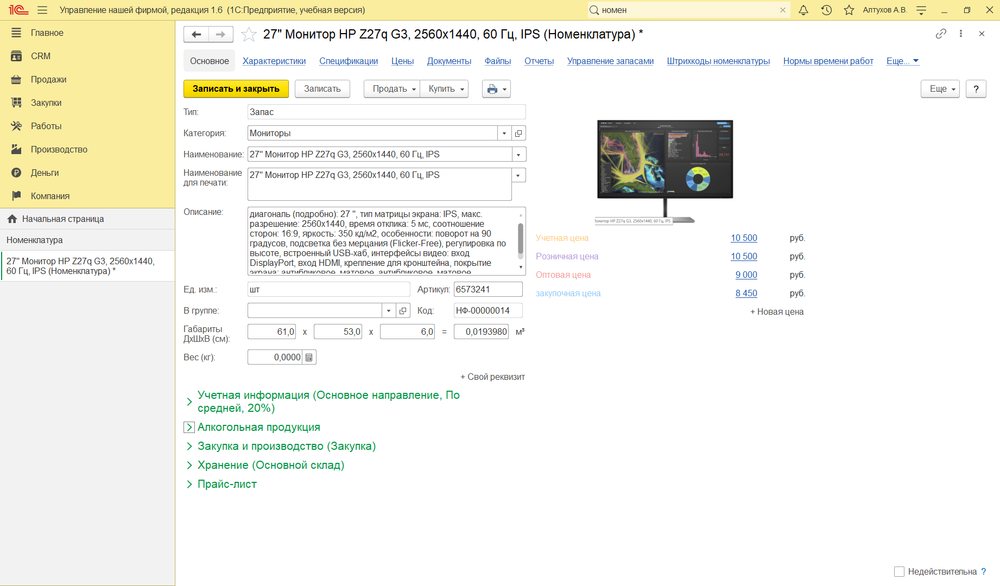 1С Управление нашей фирмой, редакция 1.6 (1С:Предприятие, учебная версия)
номен
Алтухов А.В.
Главное
CRM
Продажи
Закупки
Работы
Производство
Деньги
Компания
Начальная страница
Номенклатура
27" Монитор HP Z27q G3, 2560x1440,
60 Гц, IPS (Номенклатура) *
27" Монитор HP Z27q G3, 2560x1440, 60 Гц, IPS (Номенклатура) *
Основное Характеристики Спецификации Цены Документы Файлы Отчеты Управление запасами Штрихкоды номенклатуры Нормы времени работ Еще...
Записать и закрыть Записать Продать Купить Еще ?
Тип: Запас
Категория: Мониторы
Наименование: 27" Монитор HP Z27q G3, 2560x1440, 60 Гц, IPS
Наименование
для печати:
27" Монитор HP Z27q G3, 2560x1440, 60 Гц, IPS
Описание:
диагональ (подробно): 27 ", тип матрицы экрана: IPS, макс.
разрешение: 2560x1440, время отклика: 5 мс, соотношение
сторон: 16:9, яркость: 350 кд/м2, особенности: поворот на 90
градусов, подсветка без мерцания (Flicker-Free), регулировка по
высоте, встроенный USB-хаб, интерфейсы видео: вход
DisplayPort, вход HDMI, крепление для кронштейна, покрытие
экрана: антибликовое, матовое, антибликовое, матовое,
Ед. изм.: шт Артикул: 6573241
В группе: Код: НФ-00000014
Габариты
ДхШхВ (см):
61,0 x 53,0 x 6,0 = 0,0193980 м³
Вес (кг): 0,0000
+ Свой реквизит
Учетная информация (Основное направление, По
средней, 20%)
Алкогольная продукция
Закупка и производство (Закупка)
Хранение (Основной склад)
Прайс-лист
Монитор HP Z27q G3, 2560x1440, 60 Гц, IPS
Учетная цена 10 500 руб.
Розничная цена 10 500 руб.
Оптовая цена 9 000 руб.
закупочная цена 8 450 руб.
+ Новая цена
Недействительна ?